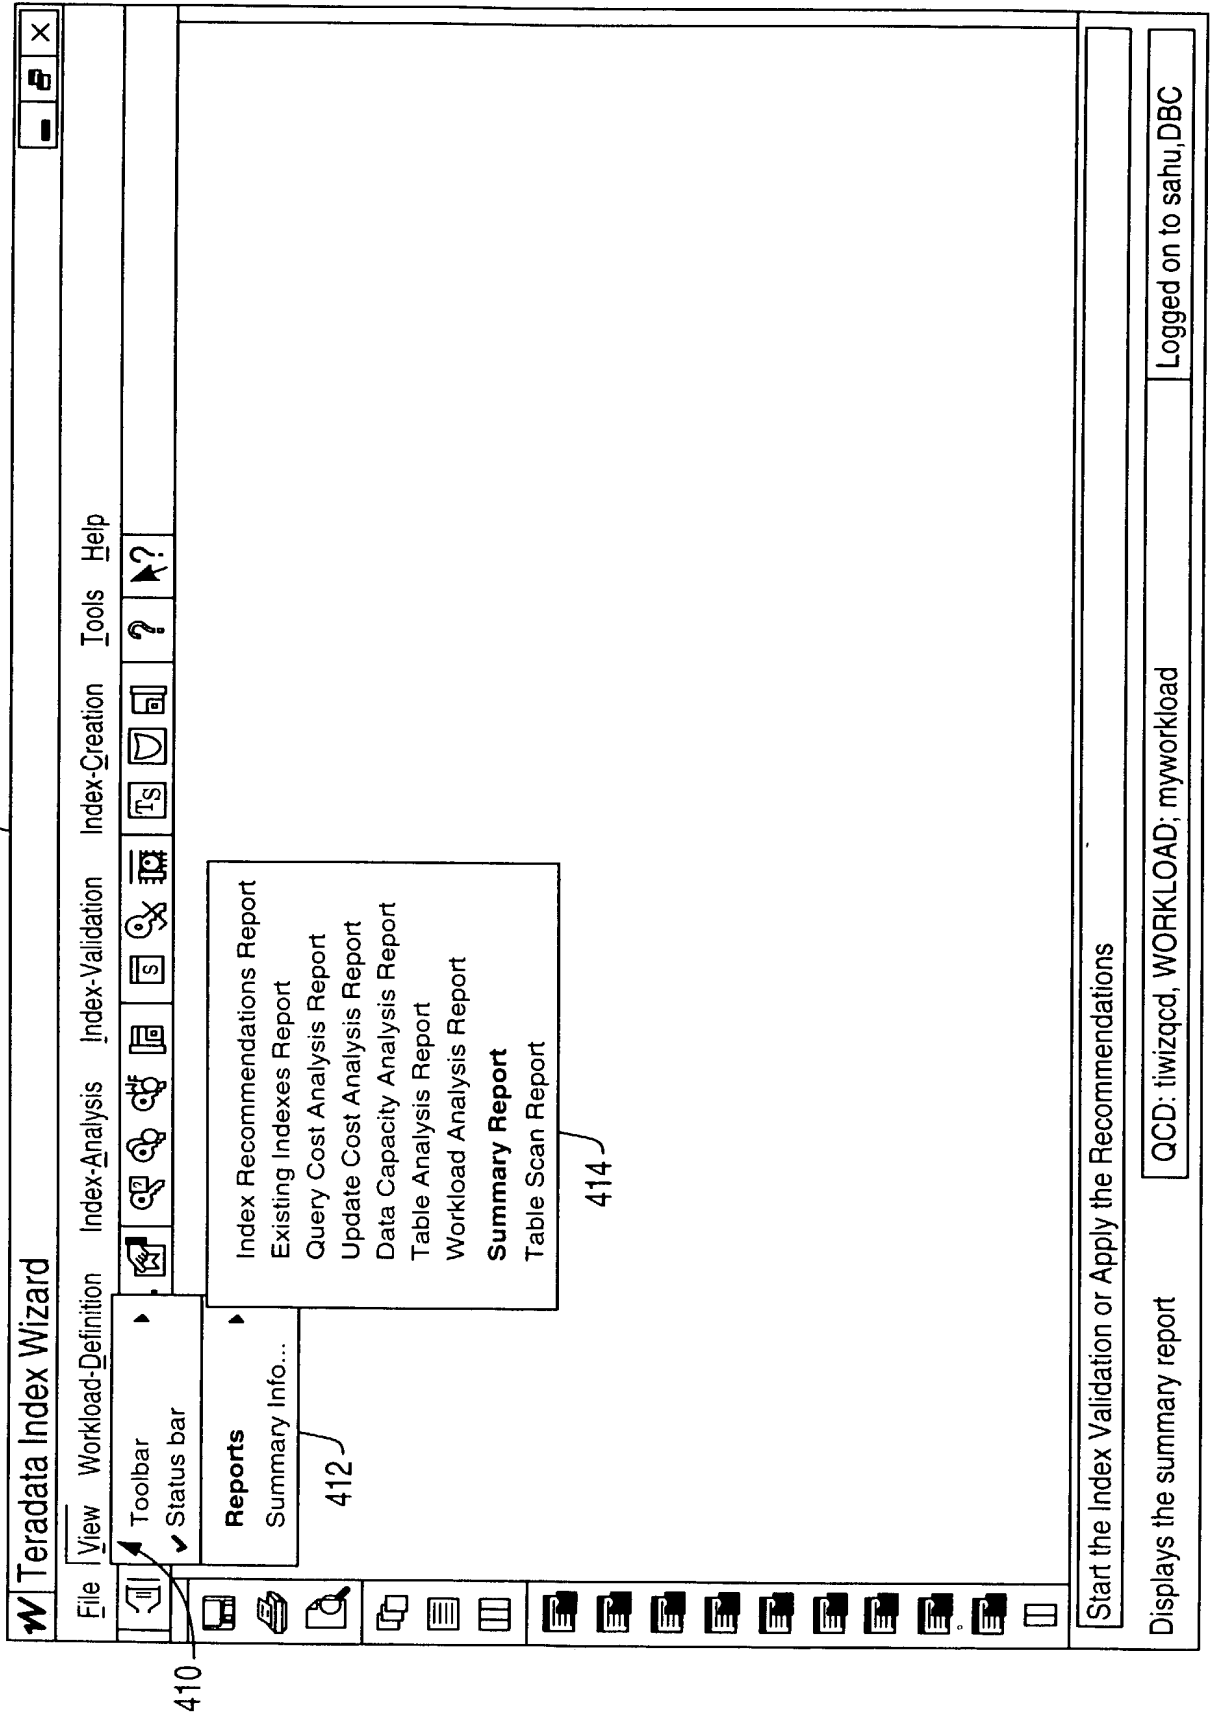 W Teradata Index Wizard
File View Workload-Definition Index-Analysis Index-Validation Index-Creation Tools Help
? ?
S
TS
Toolbar
Status bar
Reports
Summary Info...
Index Recommendations Report
Existing Indexes Report
Query Cost Analysis Report
Update Cost Analysis Report
Data Capacity Analysis Report
Table Analysis Report
Workload Analysis Report
Summary Report
Table Scan Report
410
412
414
Start the Index Validation or Apply the Recommendations
Displays the summary report
QCD: tiwizqcd, WORKLOAD; myworkload
Logged on to sahu,DBC